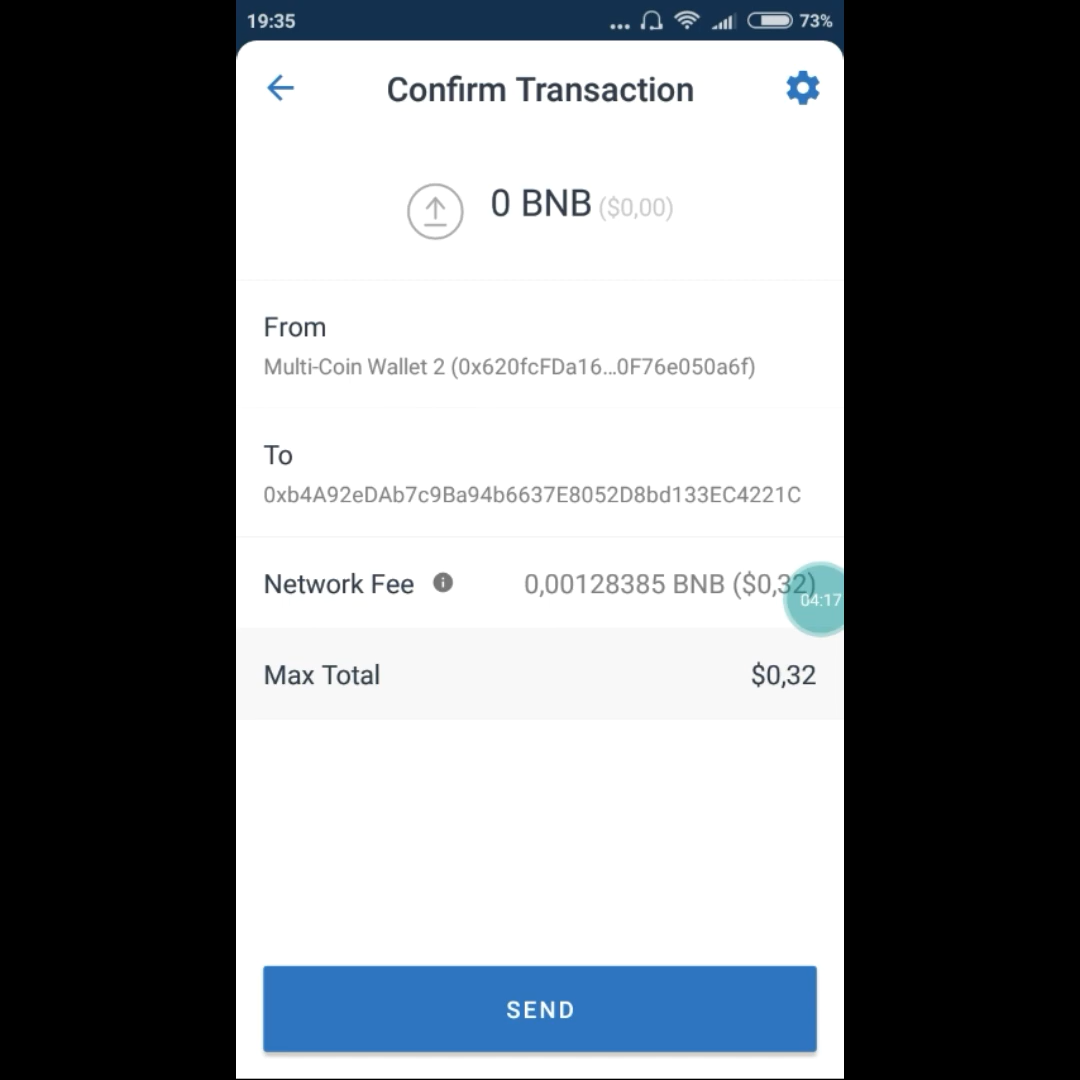 19:35
73%
Confirm Transaction
0 BNB ($0,00)
From
Multi-Coin Wallet 2 (0x620fcFDa16...0F76e050a6f)
To
0xb4A92eDAb7c9Ba94b6637E8052D8bd133EC4221C
Network Fee 0,00128385 BNB ($0,32)
04:17
Max Total $0,32
SEND